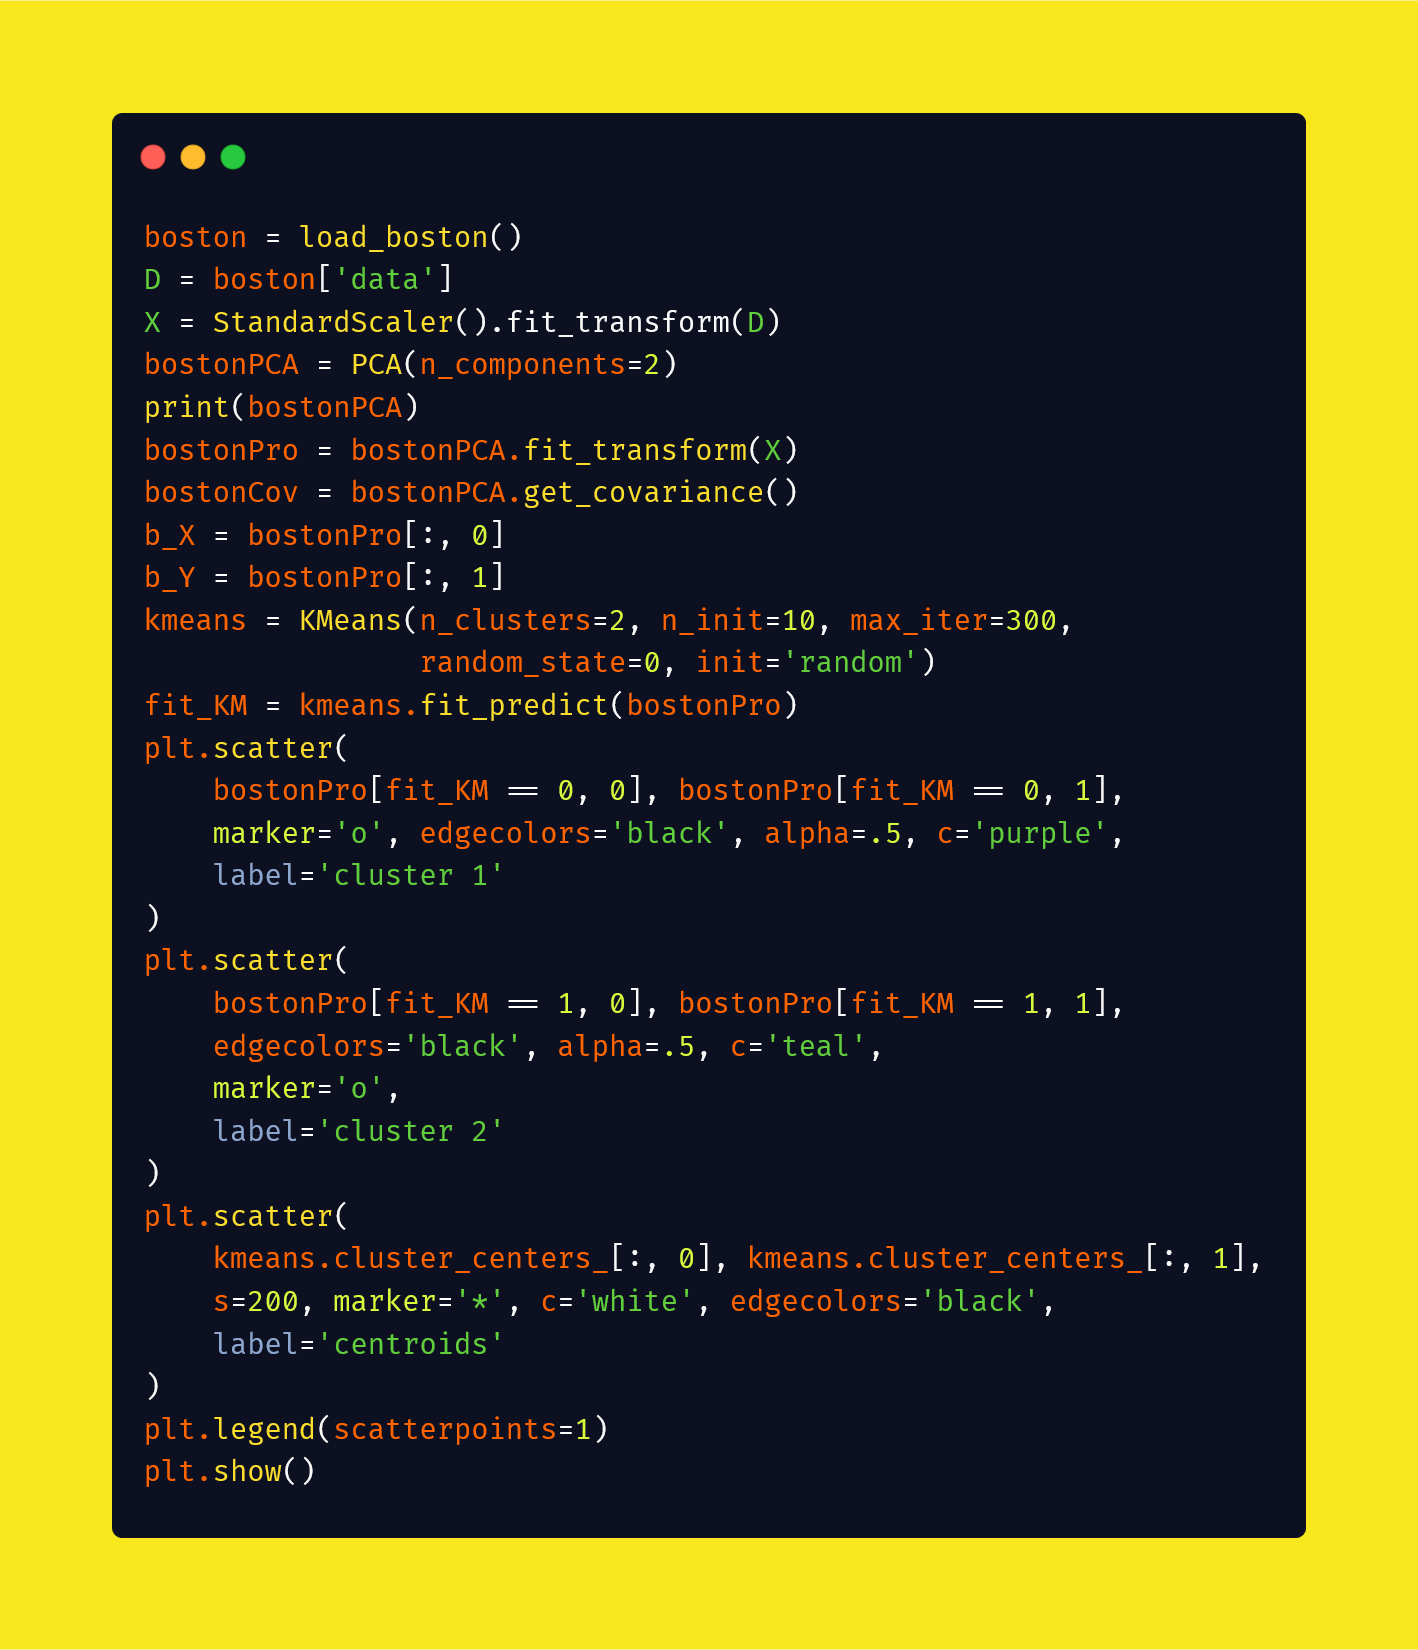 boston = load_boston()
D = boston['data']
X = StandardScaler().fit_transform(D)
bostonPCA = PCA(n_components=2)
print(bostonPCA)
bostonPro = bostonPCA.fit_transform(X)
bostonCov = bostonPCA.get_covariance()
b_X = bostonPro[:, 0]
b_Y = bostonPro[:, 1]
kmeans = KMeans(n_clusters=2, n_init=10, max_iter=300,
                random_state=0, init='random')
fit_KM = kmeans.fit_predict(bostonPro)
plt.scatter(
    bostonPro[fit_KM == 0, 0], bostonPro[fit_KM == 0, 1],
    marker='o', edgecolors='black', alpha=.5, c='purple',
    label='cluster 1'
)
plt.scatter(
    bostonPro[fit_KM == 1, 0], bostonPro[fit_KM == 1, 1],
    edgecolors='black', alpha=.5, c='teal',
    marker='o',
    label='cluster 2'
)
plt.scatter(
    kmeans.cluster_centers_[:, 0], kmeans.cluster_centers_[:, 1],
    s=200, marker='*', c='white', edgecolors='black',
    label='centroids'
)
plt.legend(scatterpoints=1)
plt.show()